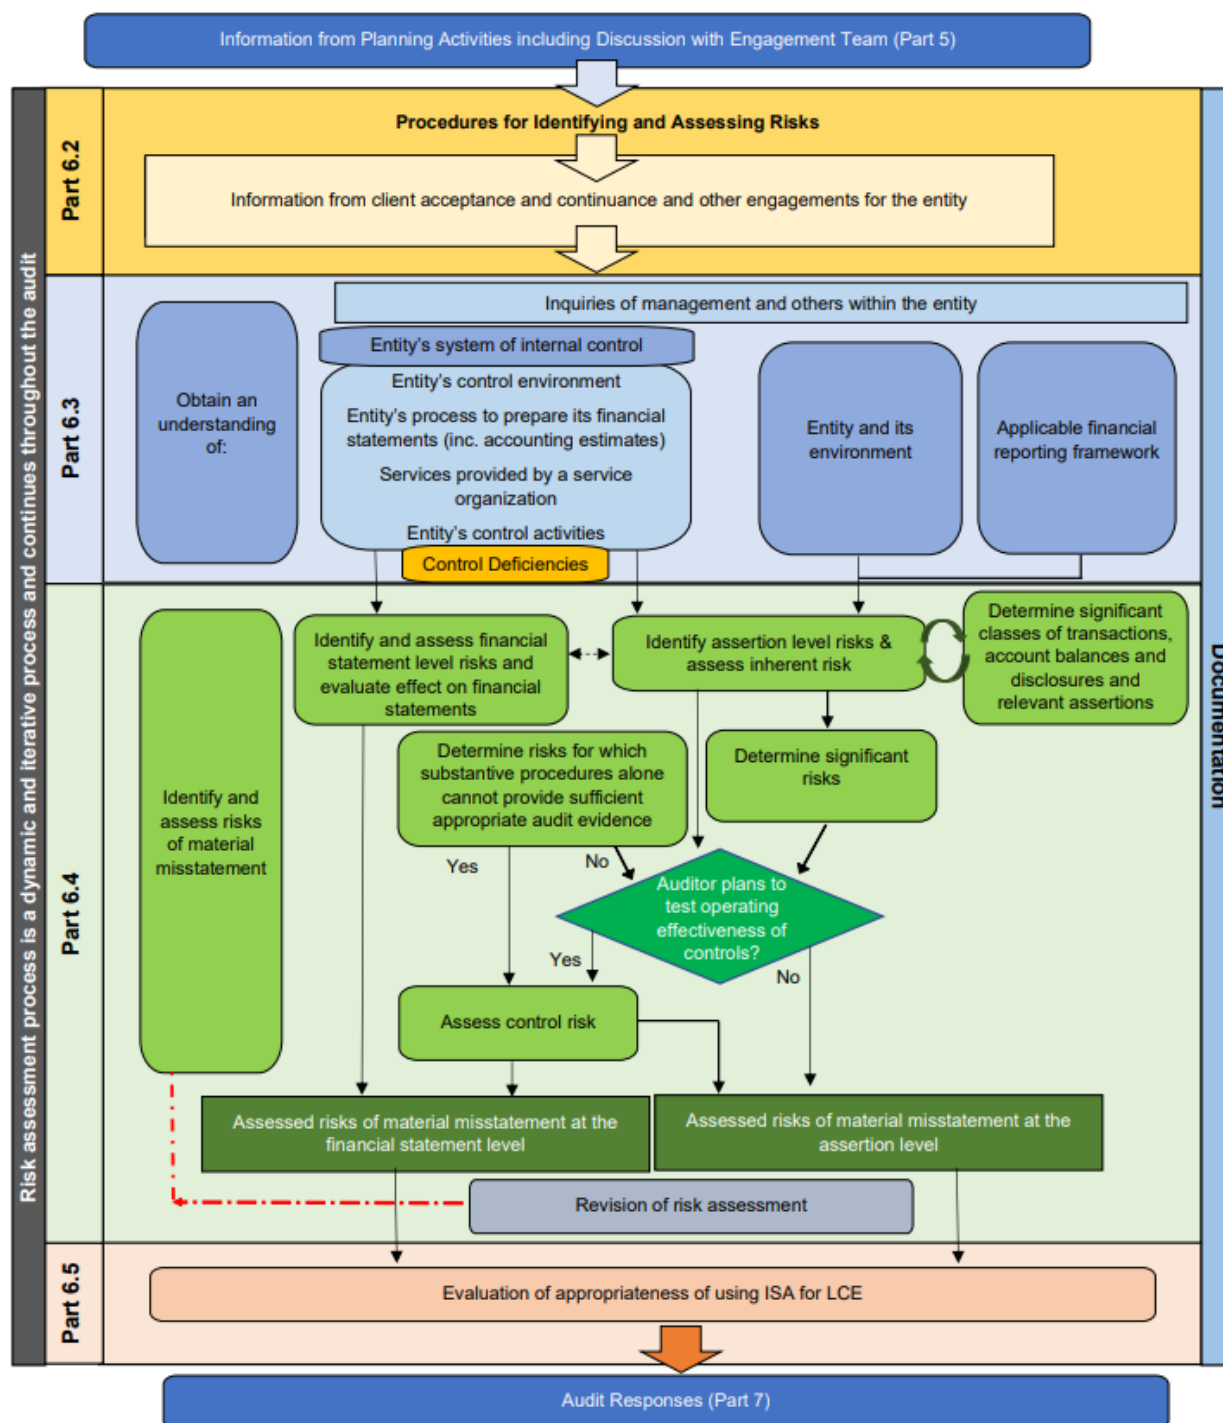 Information from Planning Activities including Discussion with Engagement Team (Part 5)
Risk assessment process is a dynamic and iterative process and continues throughout the audit
Documentation
Part 6.2
Procedures for Identifying and Assessing Risks
Information from client acceptance and continuance and other engagements for the entity
Part 6.3
Inquiries of management and others within the entity
Obtain an
understanding
of:
Entity's system of internal control
Entity's control environment
Entity's process to prepare its financial
statements (inc. accounting estimates)
Services provided by a service
organization
Entity's control activities
Control Deficiencies
Entity and its
environment
Applicable financial
reporting framework
Part 6.4
Identify and
assess risks
of material
misstatement
Identify and assess financial
statement level risks and
evaluate effect on financial
statements
Identify assertion level risks &
assess inherent risk
Determine significant
classes of transactions,
account balances and
disclosures and
relevant assertions
Determine risks for which
substantive procedures alone
cannot provide sufficient
appropriate audit evidence
Determine significant
risks
Yes
No
Auditor plans to
test operating
effectiveness of
controls?
Yes
No
Assess control risk
Assessed risks of material misstatement at the
financial statement level
Assessed risks of material misstatement at the
assertion level
Revision of risk assessment
Part 6.5
Evaluation of appropriateness of using ISA for LCE
Audit Responses (Part 7)